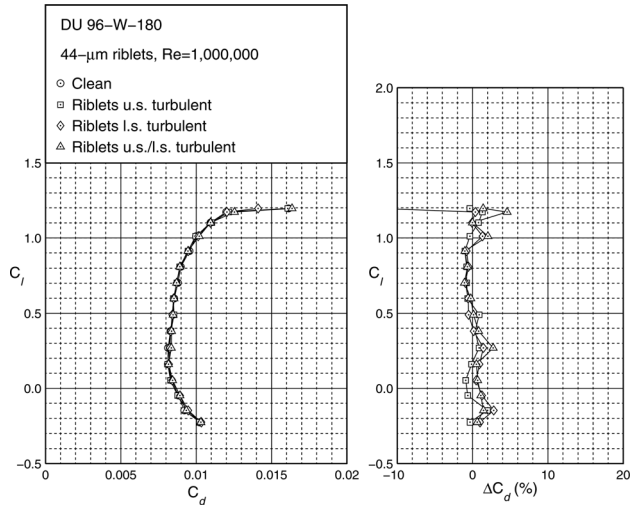 DU 96-W-180
44-μm riblets, Re=1,000,000
Clean
Riblets u.s. turbulent
Riblets l.s. turbulent
Riblets u.s./l.s. turbulent
1.5
1.0
0.5
0.0
-0.5
C_l
0
0.005
0.01
0.015
0.02
C_d
2.0
1.5
1.0
0.5
0.0
-0.5
C_l
-10
0
10
20
ΔC_d (%)